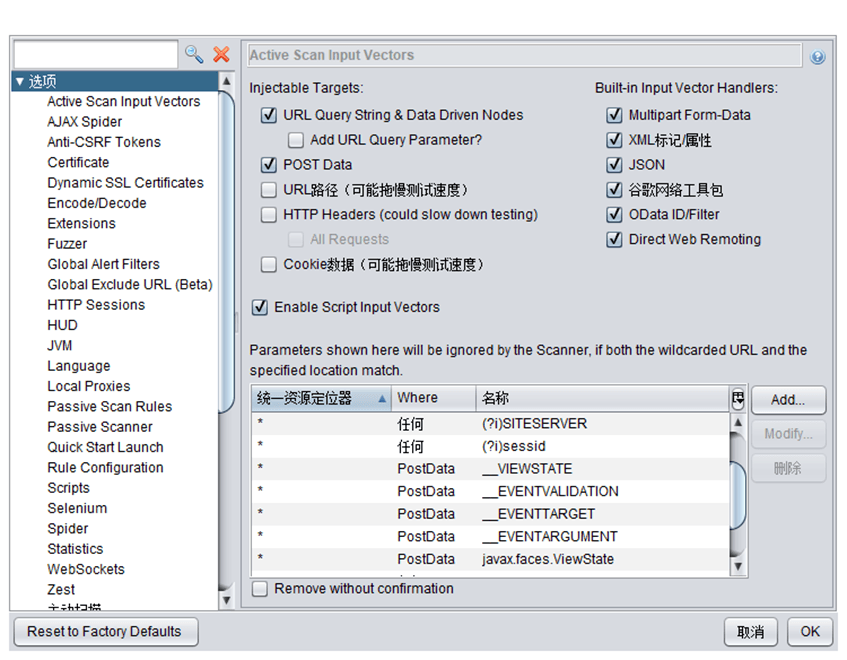 Active Scan Input Vectors
选项
Active Scan Input Vectors
AJAX Spider
Anti-CSRF Tokens
Certificate
Dynamic SSL Certificates
Encode/Decode
Extensions
Fuzzer
Global Alert Filters
Global Exclude URL (Beta)
HTTP Sessions
HUD
JVM
Language
Local Proxies
Passive Scan Rules
Passive Scanner
Quick Start Launch
Rule Configuration
Scripts
Selenium
Spider
Statistics
WebSockets
Zest
主动扫描
Injectable Targets:
URL Query String & Data Driven Nodes
Add URL Query Parameter?
POST Data
URL路径（可能拖慢测试速度）
HTTP Headers (could slow down testing)
All Requests
Cookie数据（可能拖慢测试速度）
Built-in Input Vector Handlers:
Multipart Form-Data
XML标记/属性
JSON
谷歌网络工具包
OData ID/Filter
Direct Web Remoting
Enable Script Input Vectors
Parameters shown here will be ignored by the Scanner, if both the wildcarded URL and the
specified location match.
统一资源定位器 Where 名称
* 任何 (?i)SITESERVER
* 任何 (?i)sessid
* PostData __VIEWSTATE
* PostData __EVENTVALIDATION
* PostData __EVENTTARGET
* PostData __EVENTARGUMENT
* PostData javax.faces.ViewState
Add...
Modify...
删除
Remove without confirmation
Reset to Factory Defaults
取消
OK